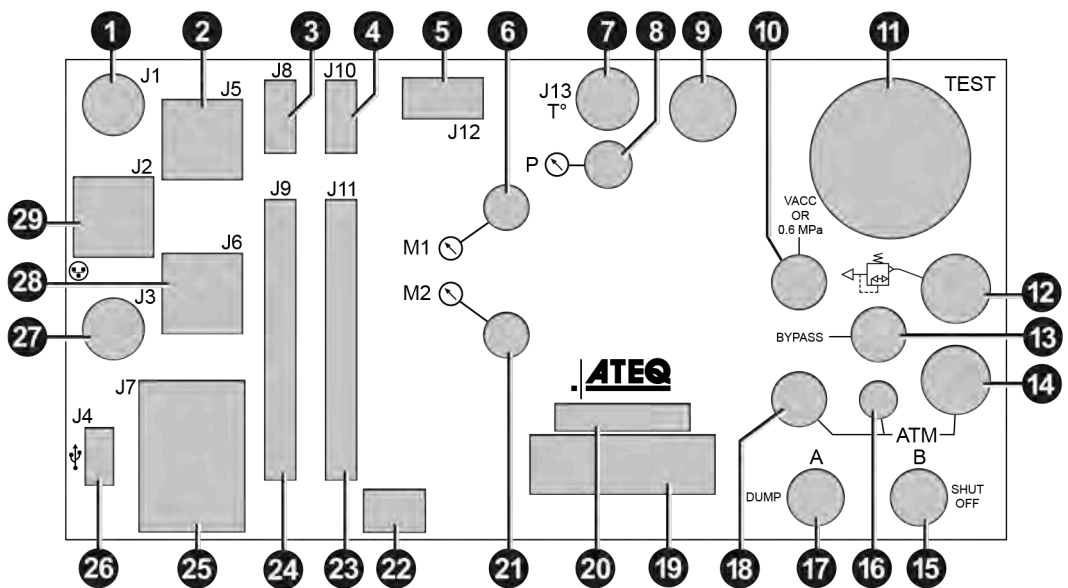 1 2 3 4 5 6 7 8 9 10 11
J1 J5 J8 J10 J12 J13
T°
TEST
P
J2 J9 J11
M1
VACC
OR
0.6 MPa
29
J6
M2
12
28
J3
BYPASS
13
27
ATEQ
14
J7
J4
ATM
A B
DUMP
SHUT
OFF
26 25 24 23 22 21 20 19 18 17 16 15